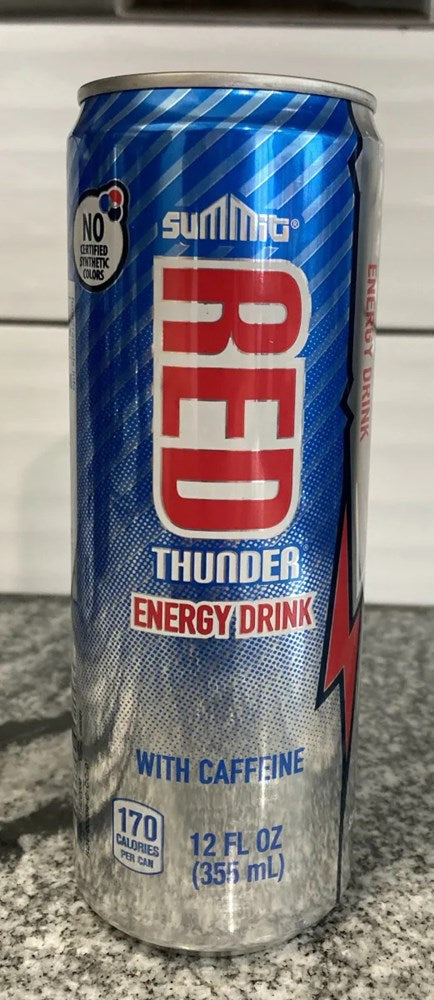 NO
CERTIFIED
SYNTHETIC
COLORS
summit®
RED
THUNDER
ENERGY DRINK
WITH CAFFEINE
170
CALORIES
PER CAN
12 FL OZ
(355 mL)
ENERGY DRINK